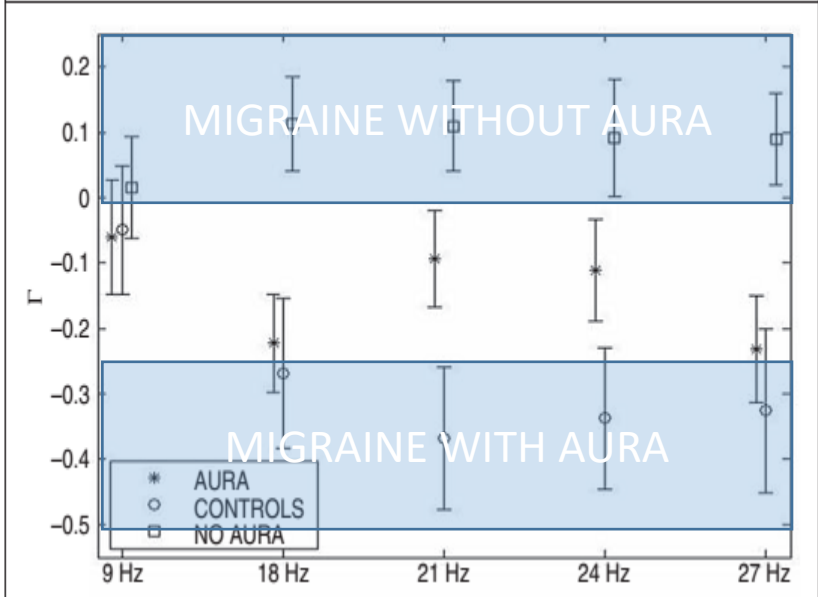 0.2
MIGRAINE WITHOUT AURA
0.1
0
−0.1
Γ
−0.2
−0.3
MIGRAINE WITH AURA
−0.4
AURA
CONTROLS
NO AURA
−0.5
9 Hz 18 Hz 21 Hz 24 Hz 27 Hz